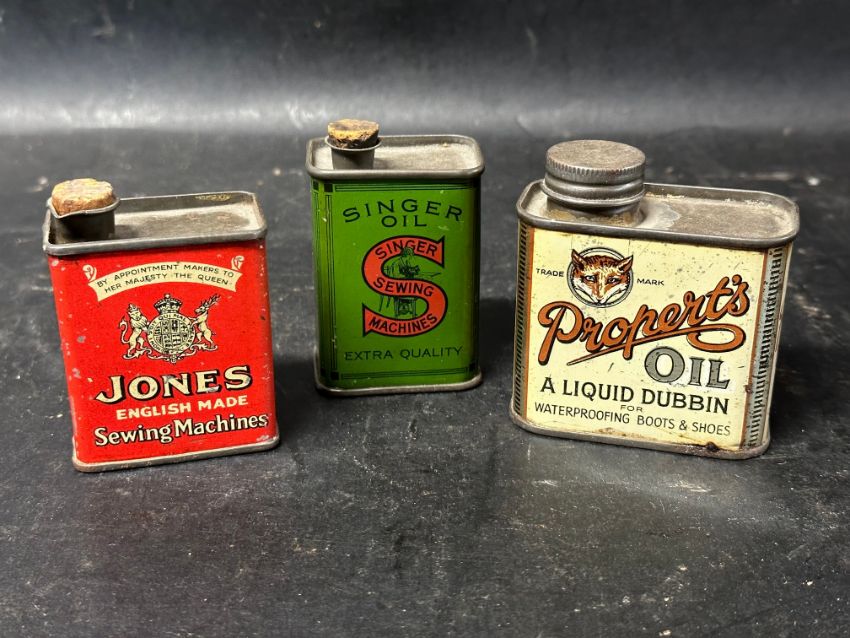 BY APPOINTMENT MAKERS TO
HER MAJESTY THE QUEEN
JONES
ENGLISH MADE
Sewing Machines
SINGER
OIL
SINGER
SEWING
MACHINES
EXTRA QUALITY
TRADE MARK
Propert's
OIL
A LIQUID DUBBIN
FOR
WATERPROOFING BOOTS & SHOES